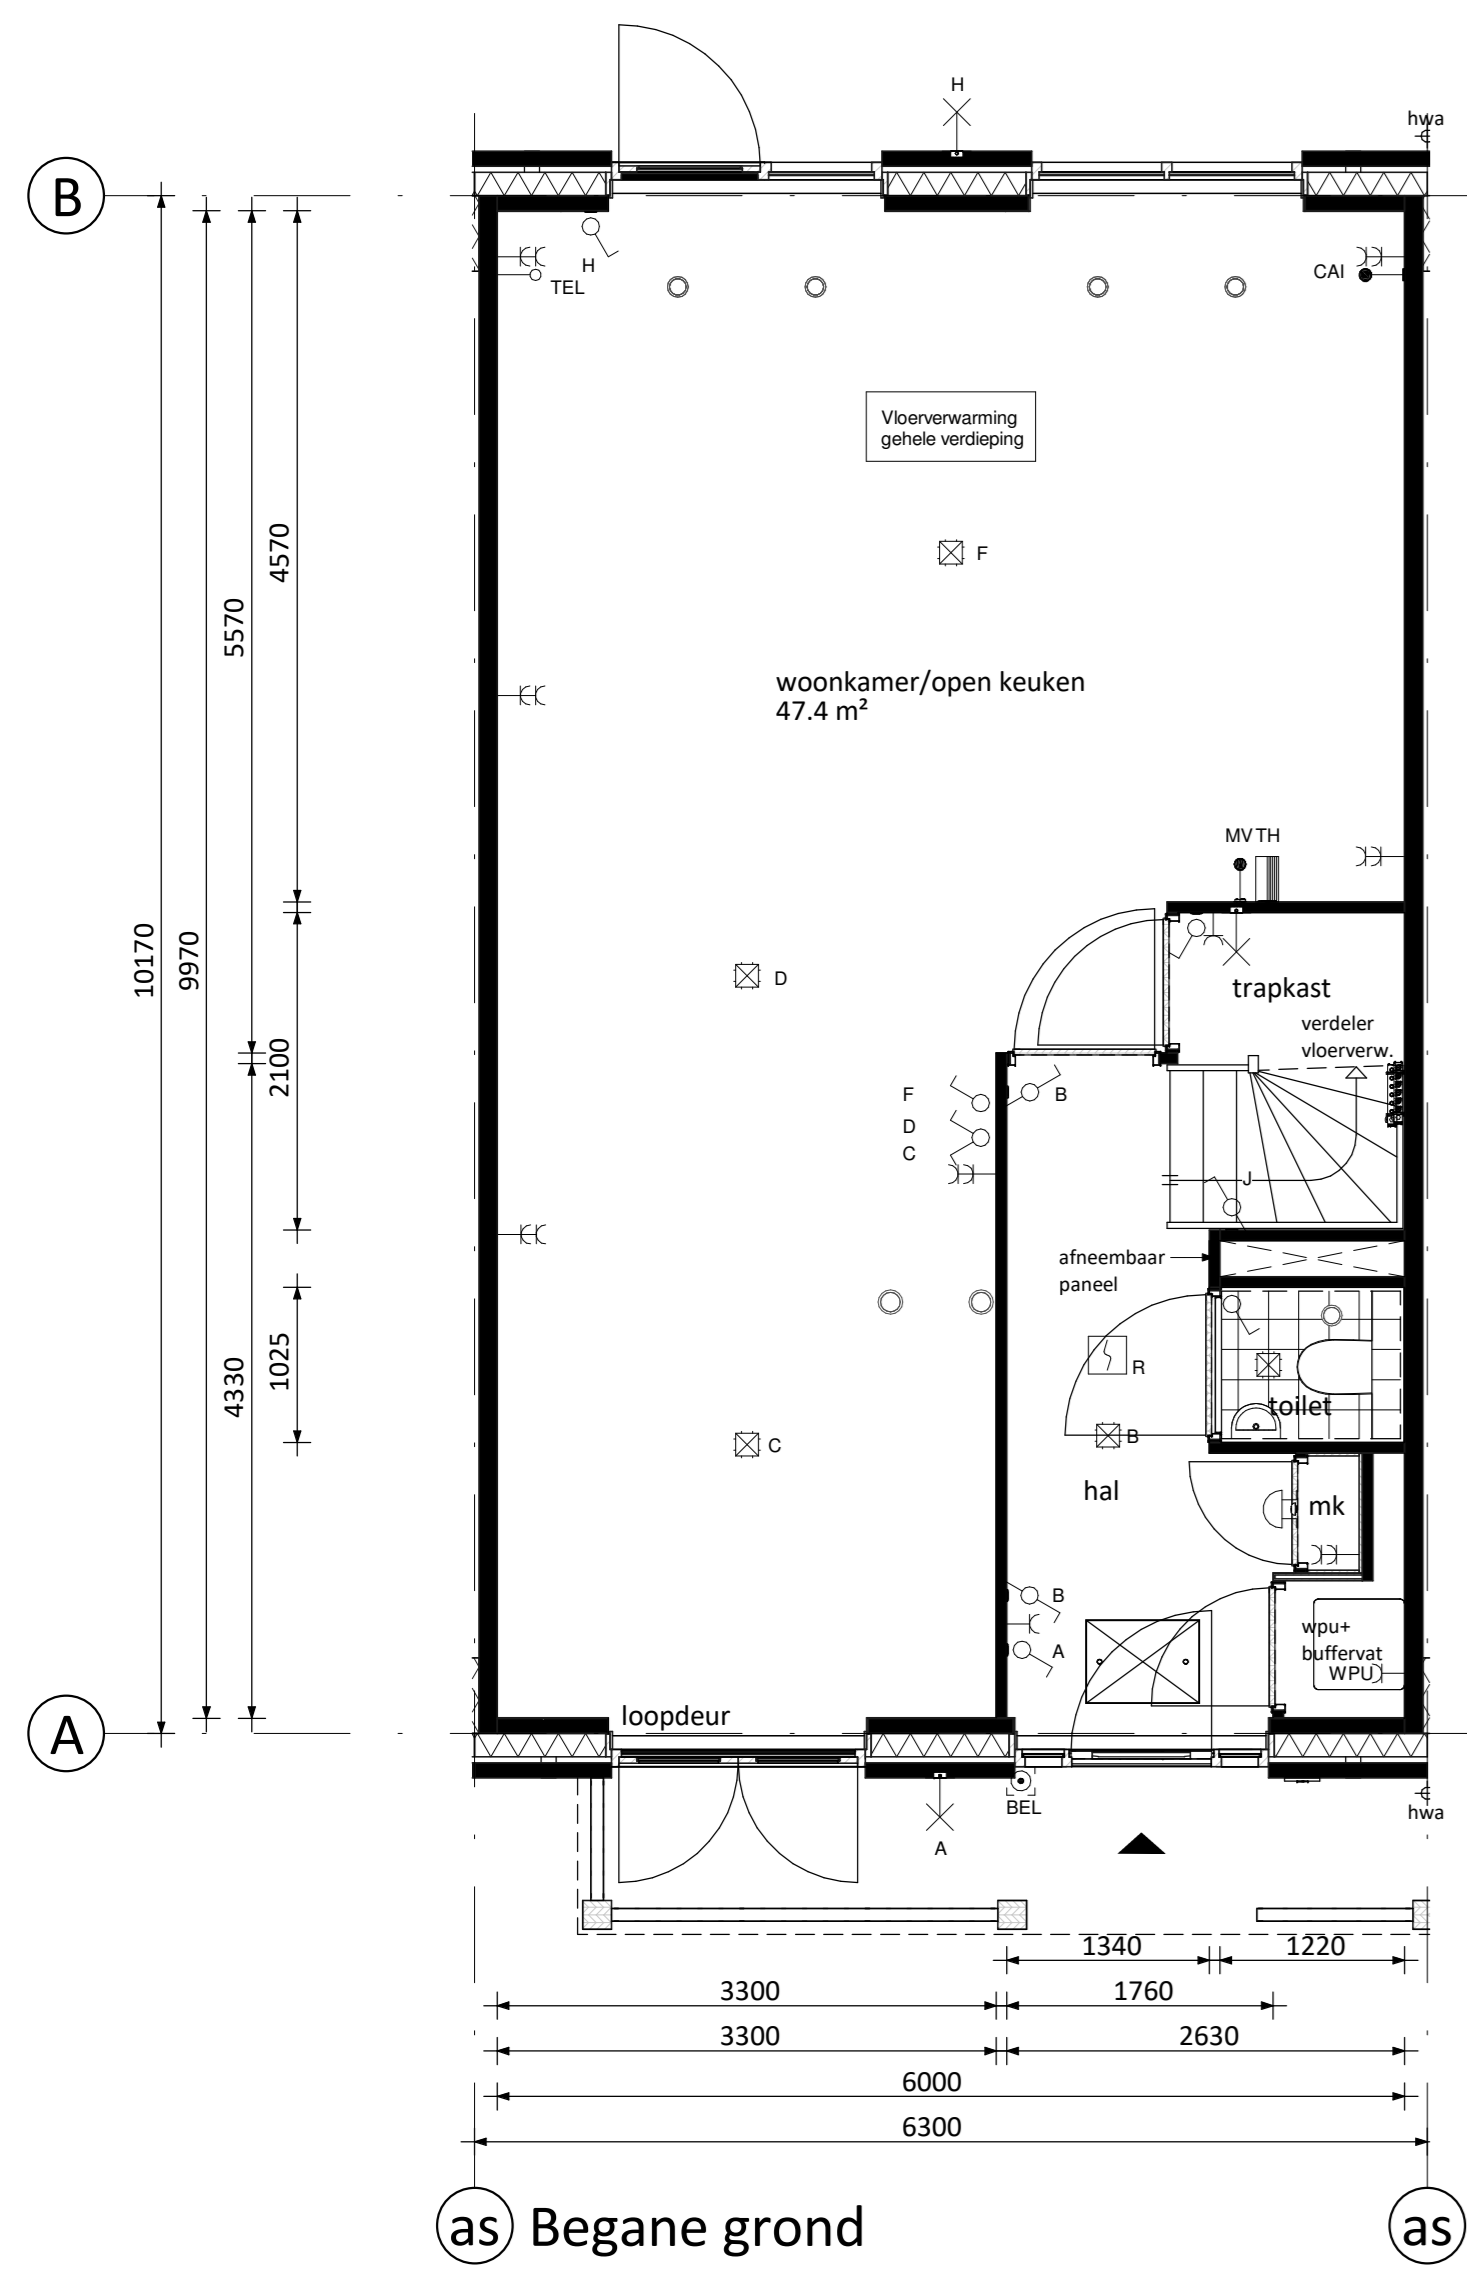 H
hwa
B
H
TEL
CAI
Vloerverwarming
gehele verdieping
4570
F
5570
woonkamer/open keuken
47.4 m²
MV TH
10170
9970
D
trapkast
verdeler
vloerverw.
2100
F
B
D
C
J
afneembaar
paneel
1025
4330
R
toilet
C
B
hal
mk
B
A
wpu+
buffervat
WPU
A
loopdeur
BEL
hwa
A
1340
1220
3300
1760
3300
2630
6000
6300
as
Begane grond
as